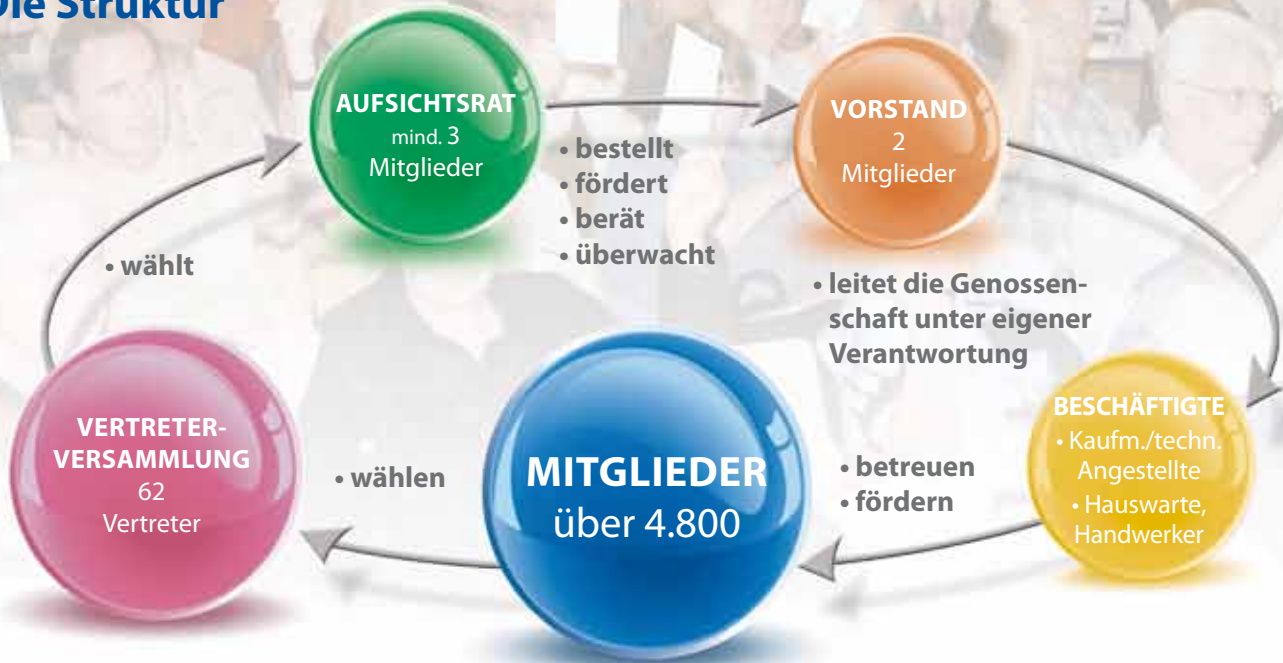 Die Struktur
AUFSICHTSRAT
mind. 3
Mitglieder
• bestellt
• fördert
• berät
• überwacht
VORSTAND
2
Mitglieder
• wählt
• leitet die Genossen-
schaft unter eigener
Verantwortung
VERTRETER-
VERSAMMLUNG
62
Vertreter
• wählen
MITGLIEDER
über 4.800
• betreuen
• fördern
BESCHÄFTIGTE
• Kaufm./techn.
Angestellte
• Hauswarte,
Handwerker